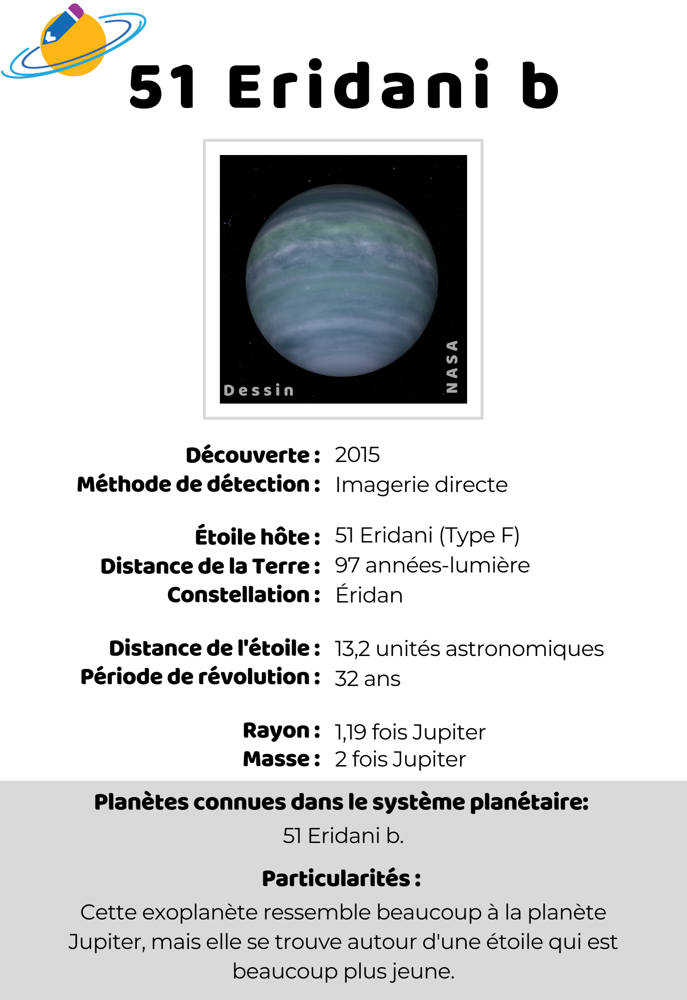 51 Eridani b
Dessin
NASA
Découverte : 2015
Méthode de détection : Imagerie directe
Étoile hôte : 51 Eridani (Type F)
Distance de la Terre : 97 années-lumière
Constellation : Éridan
Distance de l'étoile : 13,2 unités astronomiques
Période de révolution : 32 ans
Rayon : 1,19 fois Jupiter
Masse : 2 fois Jupiter
Planètes connues dans le système planétaire:
51 Eridani b.
Particularités :
Cette exoplanète ressemble beaucoup à la planète
Jupiter, mais elle se trouve autour d'une étoile qui est
beaucoup plus jeune.